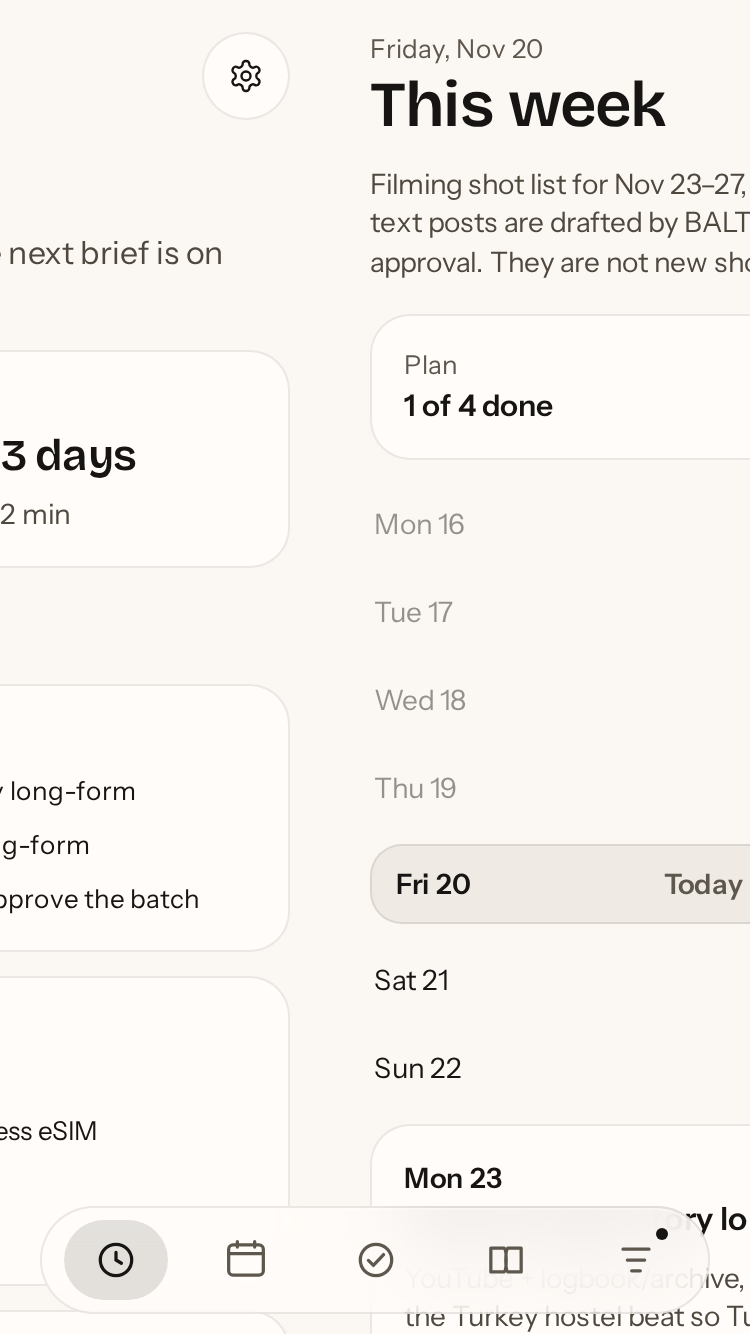 next brief is on
3 days
2 min
long-form
g-form
approve the batch
ess eSIM
Friday, Nov 20
This week
Filming shot list for Nov 23–27,
text posts are drafted by BALT
approval. They are not new sho
Plan
1 of 4 done
Mon 16
Tue 17
Wed 18
Thu 19
Fri 20
Today
Sat 21
Sun 22
Mon 23
ory lo
YouTube + logbook/archive,
the Turkey hostel beat so Tu